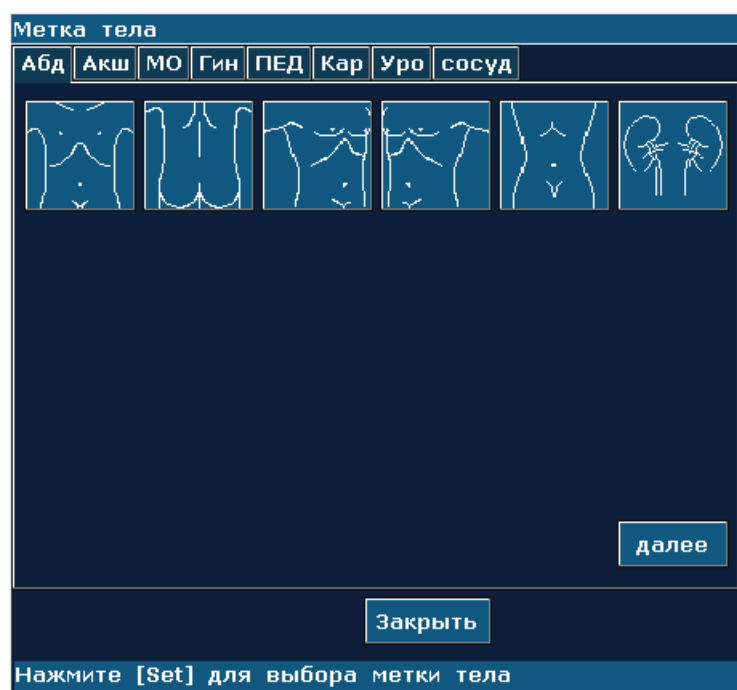 Метка тела
Абд Акш МО Гин ПЕД Кар Уро сосуд
далее
Закрыть
Нажмите [Set] для выбора метки тела